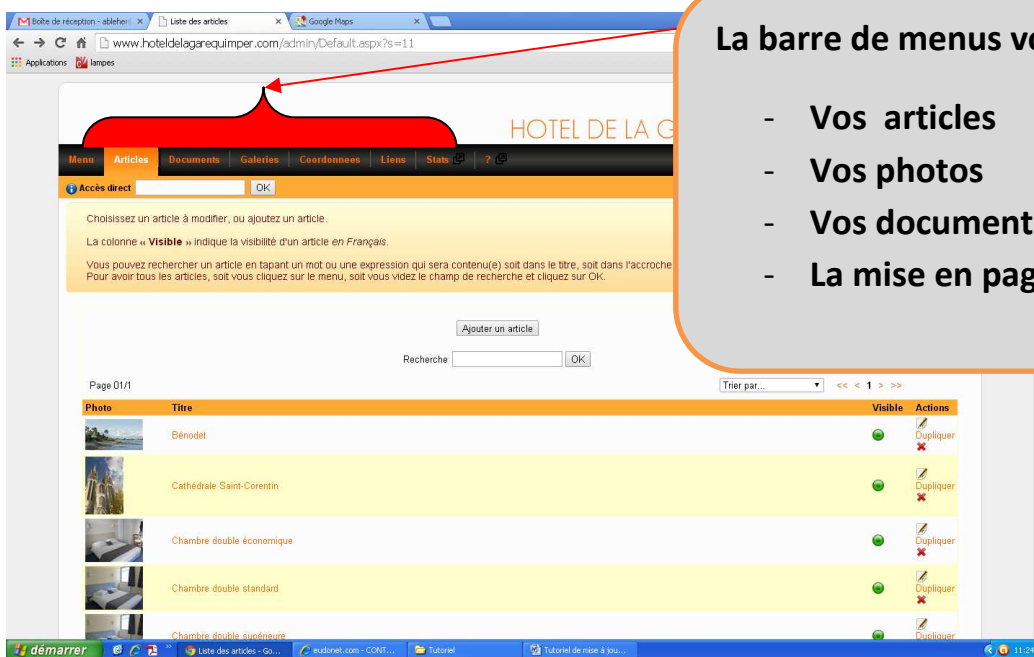 Boîte de réception - ableheri
Liste des articles
Google Maps
www.hoteldelagarequimper.com/admin/Default.aspx?s=11
Applications
lampes
La barre de menus
- Vos articles
- Vos photos
- Vos document
- La mise en pag
HOTEL DE LA G
Menu Articles Documents Galeries Coordonnees Liens Stats ?
Accès direct OK
Choisissez un article à modifier, ou ajoutez un article.
La colonne « Visible » indique la visibilité d'un article en Français.
Vous pouvez rechercher un article en tapant un mot ou une expression qui sera contenu(e) soit dans le titre, soit dans l'accroche
Pour avoir tous les articles, soit vous cliquez sur le menu, soit vous videz le champ de recherche et cliquez sur OK.
Ajouter un article
Recherche OK
Page 01/1 Trier par... << < 1 > >>
Photo Titre Visible Actions
Bénodet Dupliquer
Cathédrale Saint-Corentin Dupliquer
Chambre double économique Dupliquer
Chambre double standard Dupliquer
Chambre double supérieure Dupliquer
démarrer Liste des articles - Go... eudonet.com - CONT... Tutoriel Tutoriel de mise à jou... 11:24